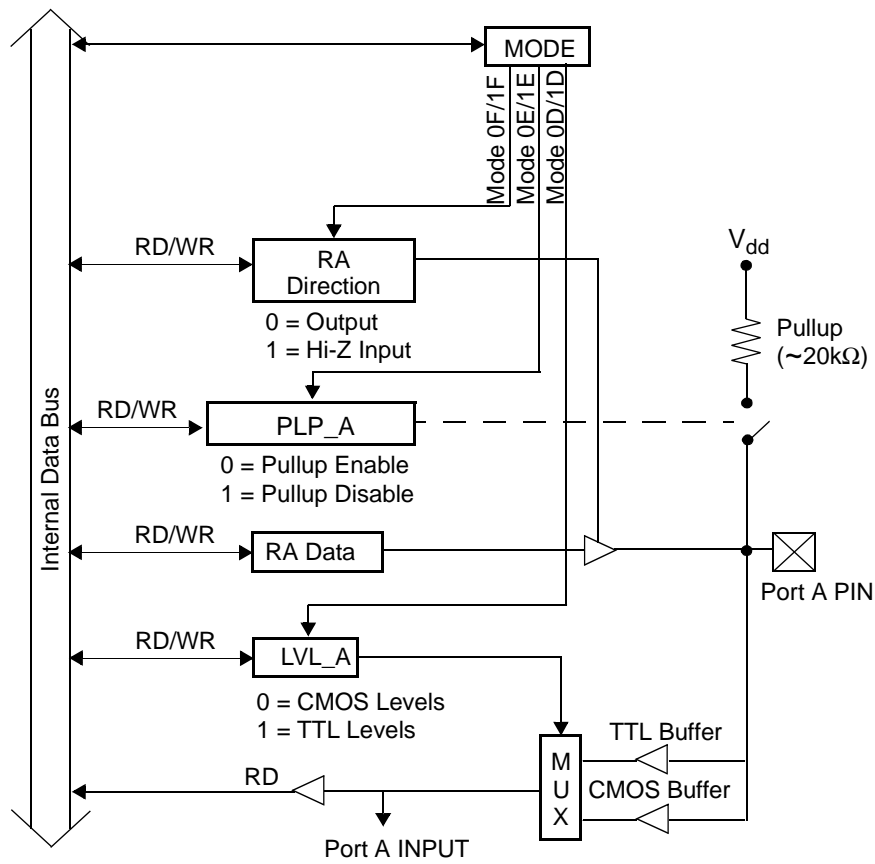 MODE
Mode 0F/1F
Mode 0E/1E
Mode 0D/1D
RD/WR
RA
Direction
0 = Output
1 = Hi-Z Input
Vdd
Pullup
(~20kΩ)
RD/WR
PLP_A
0 = Pullup Enable
1 = Pullup Disable
Internal Data Bus
RD/WR
RA Data
Port A PIN
RD/WR
LVL_A
0 = CMOS Levels
1 = TTL Levels
TTL Buffer
M
U
X
CMOS Buffer
RD
Port A INPUT